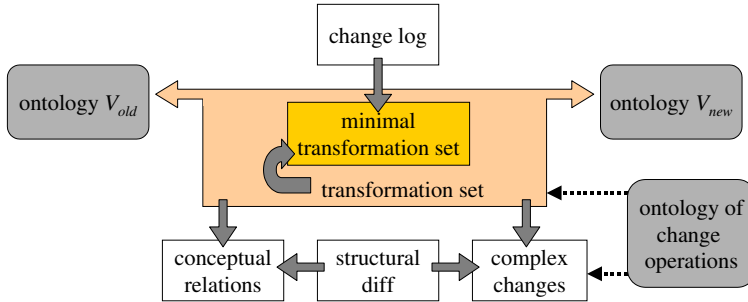 change log
ontology V_old
ontology V_new
minimal
transformation set
transformation set
ontology of
change
operations
conceptual
relations
structural
diff
complex
changes